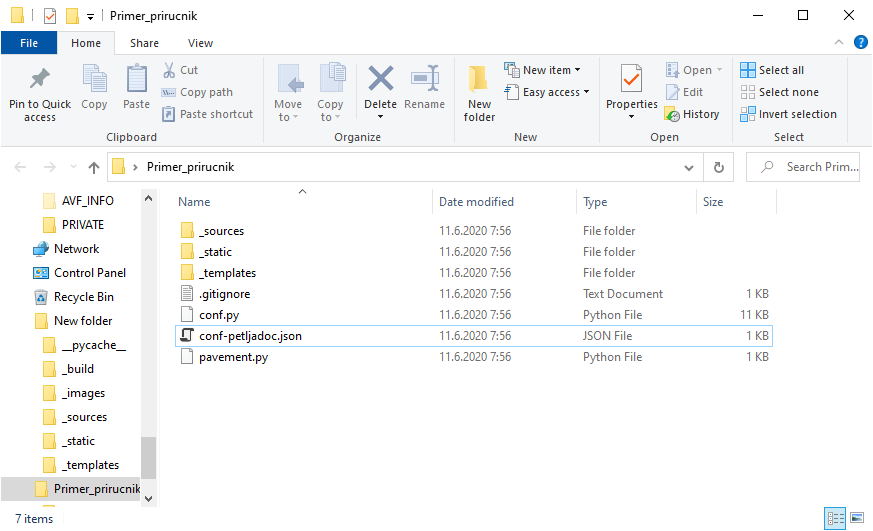 Primer_prirucnik
File Home Share View
Pin to Quick access
Copy
Paste
Cut
Copy path
Paste shortcut
Clipboard
Move to
Copy to
Delete
Rename
Organize
New folder
New item
Easy access
New
Properties
Open
Edit
History
Open
Select all
Select none
Invert selection
Select
Primer_prirucnik
Search Prim...
AVF_INFO
PRIVATE
Network
Control Panel
Recycle Bin
New folder
__pycache__
_build
_images
_sources
_static
_templates
Primer_prirucnik
Name Date modified Type Size
_sources 11.6.2020 7:56 File folder
_static 11.6.2020 7:56 File folder
_templates 11.6.2020 7:56 File folder
.gitignore 11.6.2020 7:56 Text Document 1 KB
conf.py 11.6.2020 7:56 Python File 11 KB
conf-petljadoc.json 11.6.2020 7:56 JSON File 1 KB
pavement.py 11.6.2020 7:56 Python File 1 KB
7 items